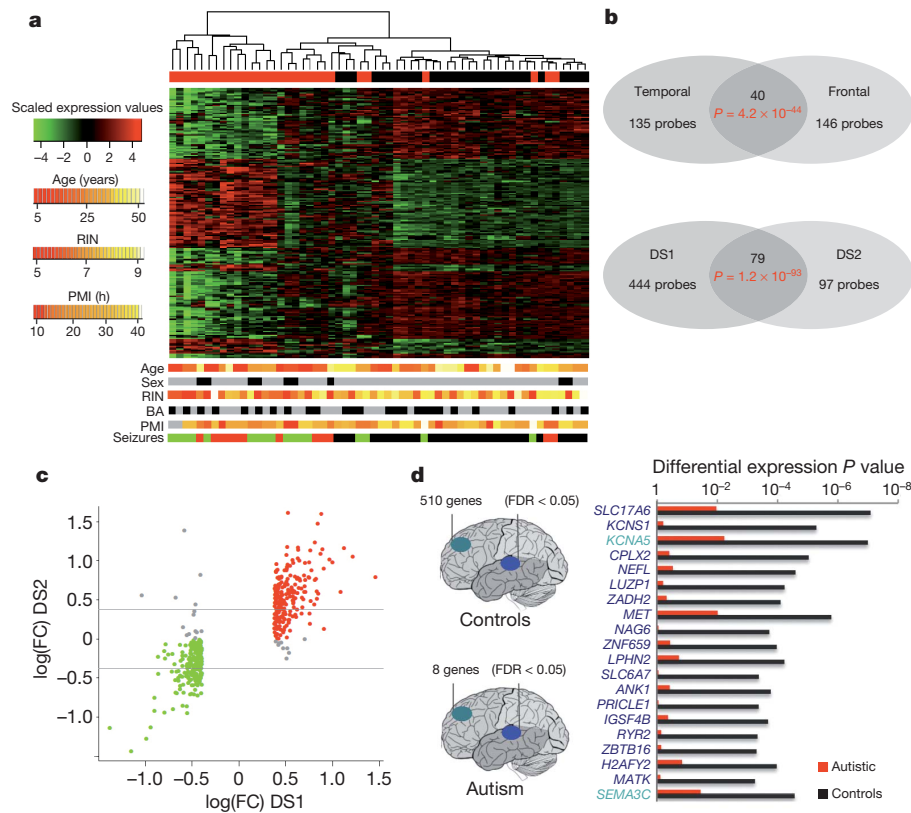 a
Scaled expression values
−4 −2 0 2 4
Age (years)
5 25 50
RIN
5 7 9
PMI (h)
10 20 30 40
Age
Sex
RIN
BA
PMI
Seizures
b
Temporal
135 probes
40
P = 4.2 × 10−44
Frontal
146 probes
DS1
444 probes
79
P = 1.2 × 10−93
DS2
97 probes
c
log(FC) DS2
1.5
1.0
0.5
0
−0.5
−1.0
−1.0 −0.5 0 0.5 1.0 1.5
log(FC) DS1
d
510 genes (FDR < 0.05)
Controls
8 genes (FDR < 0.05)
Autism
Differential expression P value
1 10−2 10−4 10−6 10−8
SLC17A6
KCNS1
KCNA5
CPLX2
NEFL
LUZP1
ZADH2
MET
NAG6
ZNF659
LPHN2
SLC6A7
ANK1
PRICLE1
IGSF4B
RYR2
ZBTB16
H2AFY2
MATK
SEMA3C
Autistic
Controls